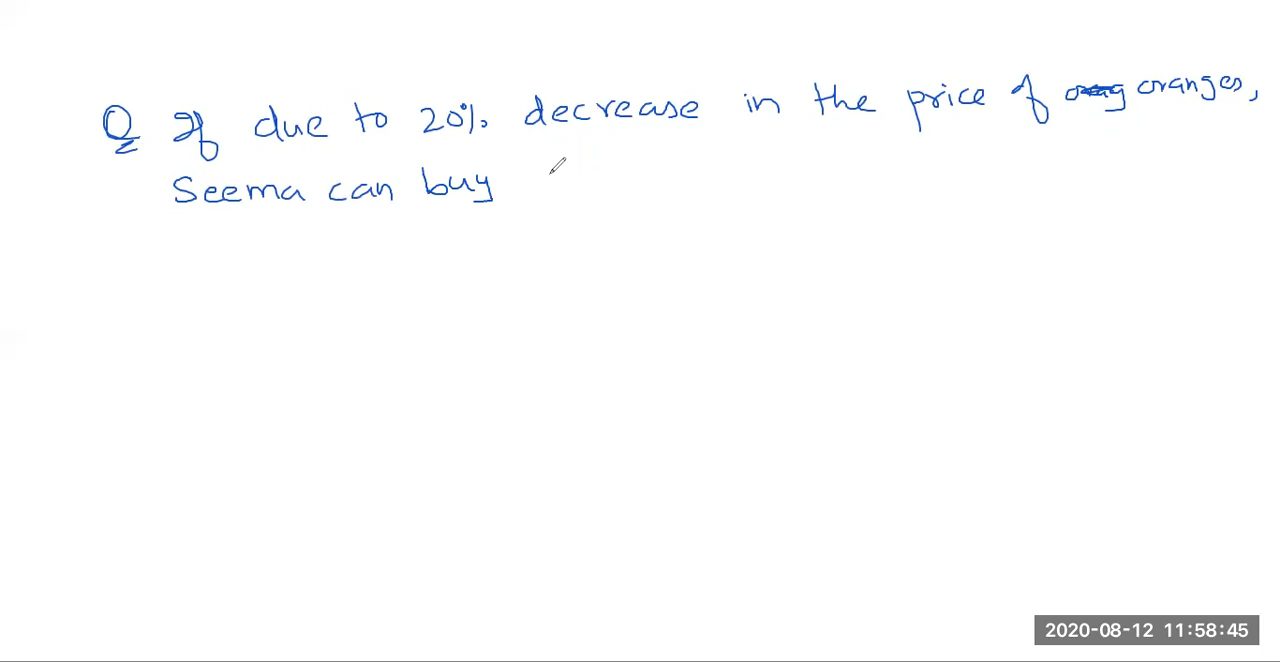 Q If due to 20% decrease in the price of oranges,
Seema can buy
2020-08-12 11:58:45